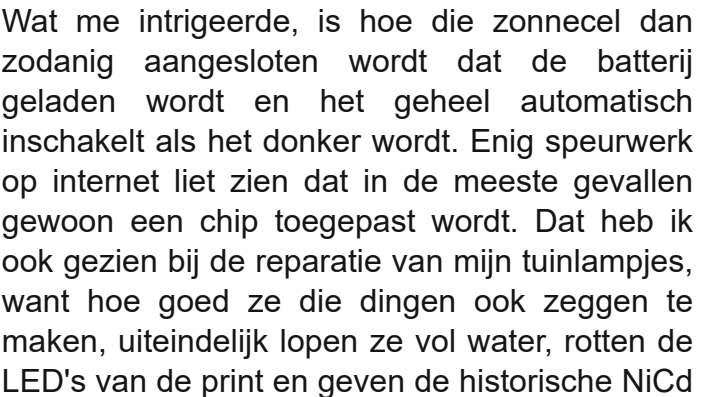 Wat me intrigeerde, is hoe die zonnecel dan
zodanig aangesloten wordt dat de batterij
geladen wordt en het geheel automatisch
inschakelt als het donker wordt. Enig speurwerk
op internet liet zien dat in de meeste gevallen
gewoon een chip toegepast wordt. Dat heb ik
ook gezien bij de reparatie van mijn tuinlampjes,
want hoe goed ze die dingen ook zeggen te
maken, uiteindelijk lopen ze vol water, rotten de
LED's van de print en geven de historische NiCd